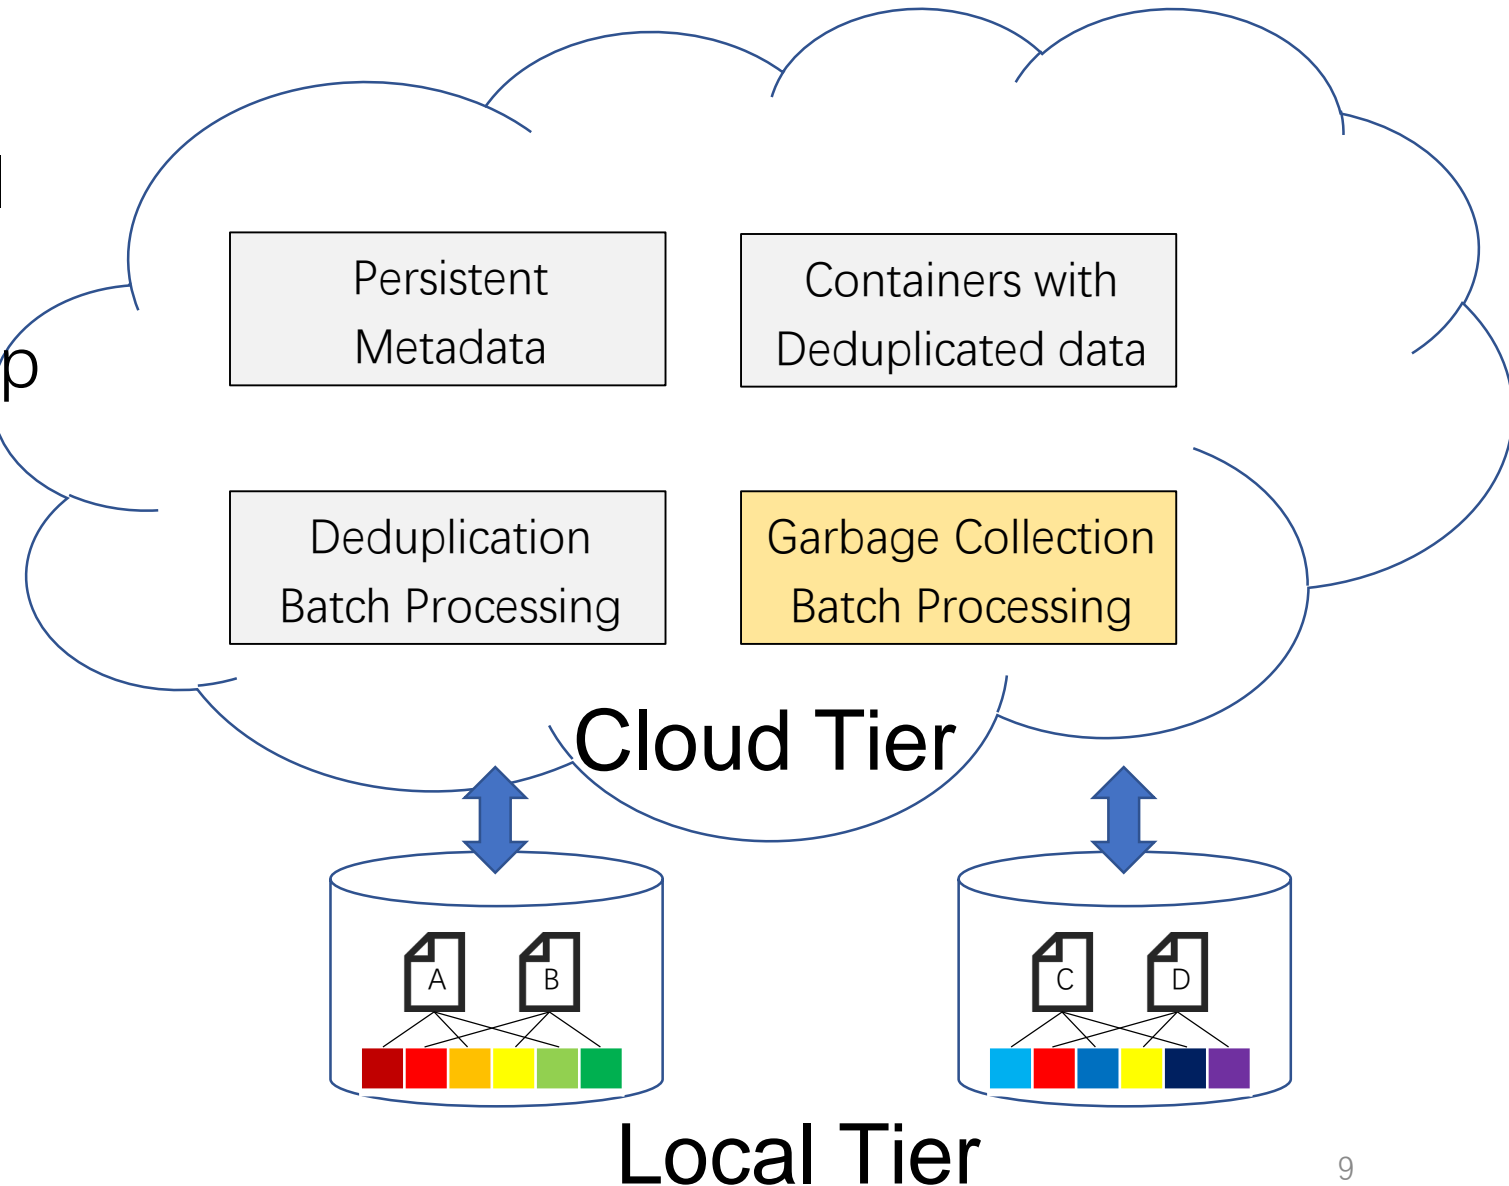 Persistent
Metadata
Containers with
Deduplicated data
p
Deduplication
Batch Processing
Garbage Collection
Batch Processing
Cloud Tier
A
B
C
D
Local Tier
9